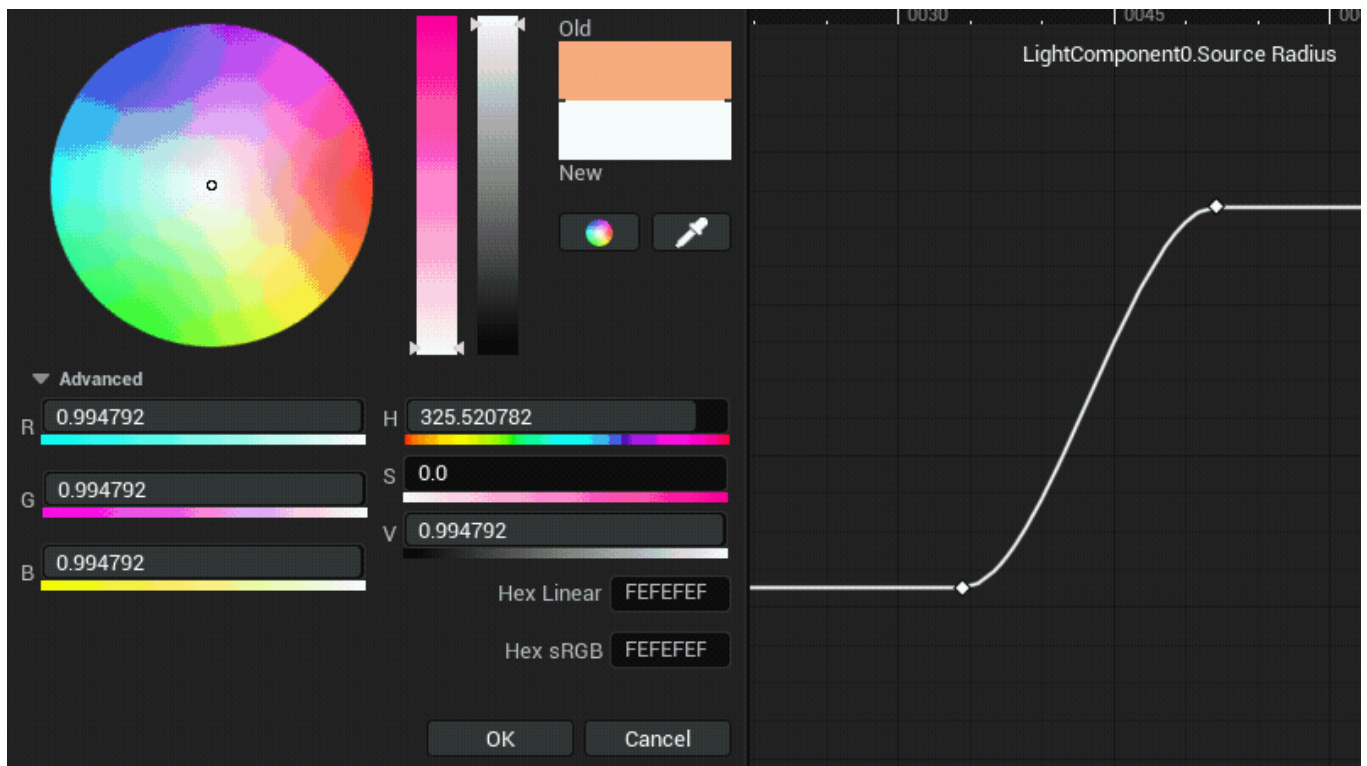 Old
New
Advanced
R 0.994792
G 0.994792
B 0.994792
H 325.520782
S 0.0
V 0.994792
Hex Linear FEFEFEF
Hex sRGB FEFEFEF
OK Cancel
0030 0045 00
LightComponent0.Source Radius